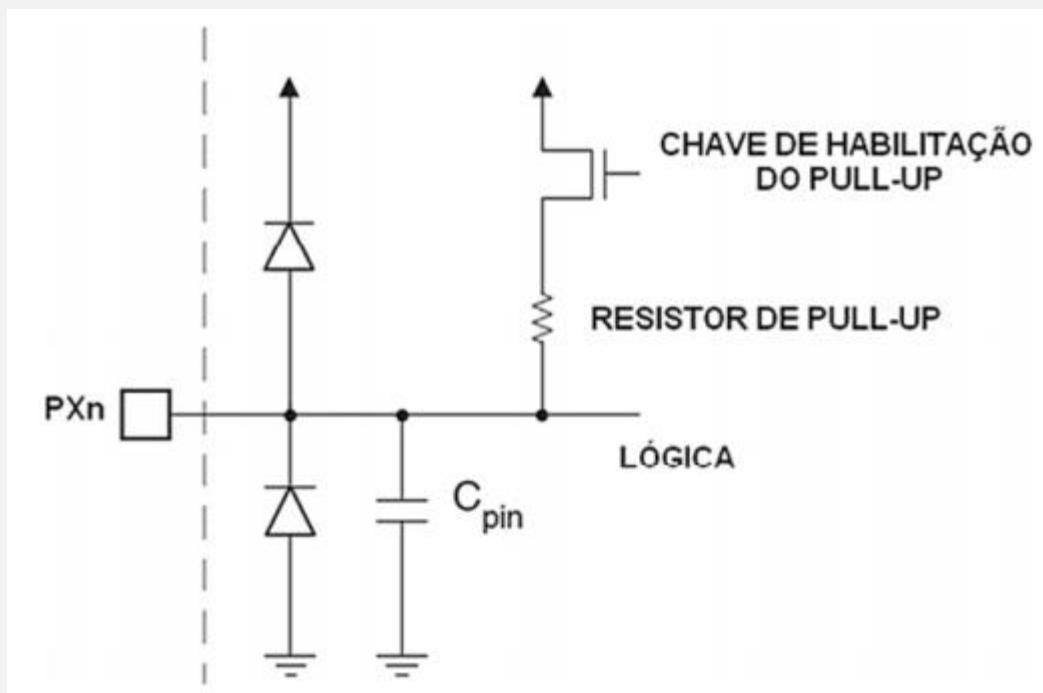 CHAVE DE HABILITAÇÃO
DO PULL-UP
RESISTOR DE PULL-UP
PXn
LÓGICA
Cpin